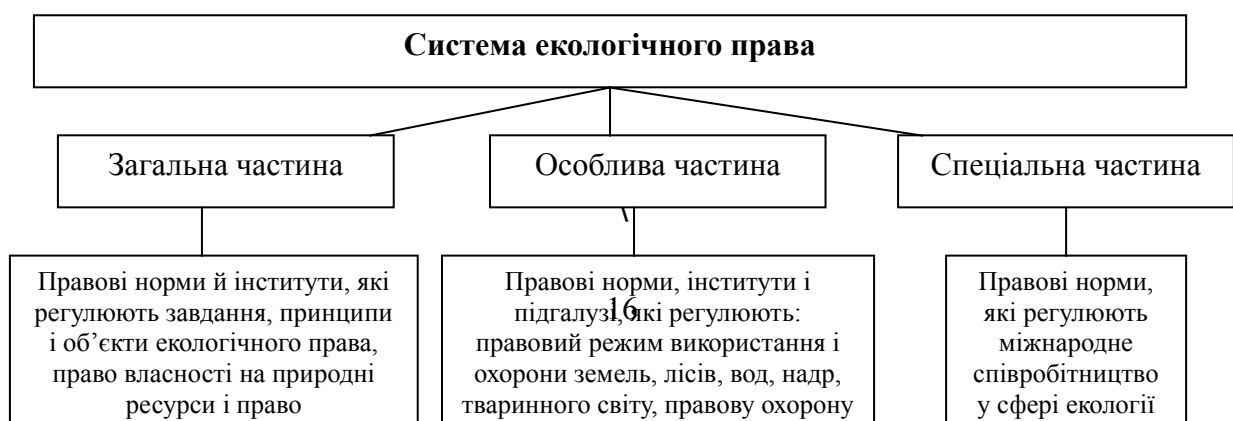 Система екологічного права
Загальна частина
Особлива частина
Спеціальна частина
\
Правові норми й інститути, які
регулюють завдання, принципи
і об’єкти екологічного права,
право власності на природні
ресурси і право
Правові норми, інститути і
підгалузі, які регулюють:
правовий режим використання і
охорони земель, лісів, вод, надр,
тваринного світу, правову охорону
16
Правові норми,
які регулюють
міжнародне
співробітництво
у сфері екології